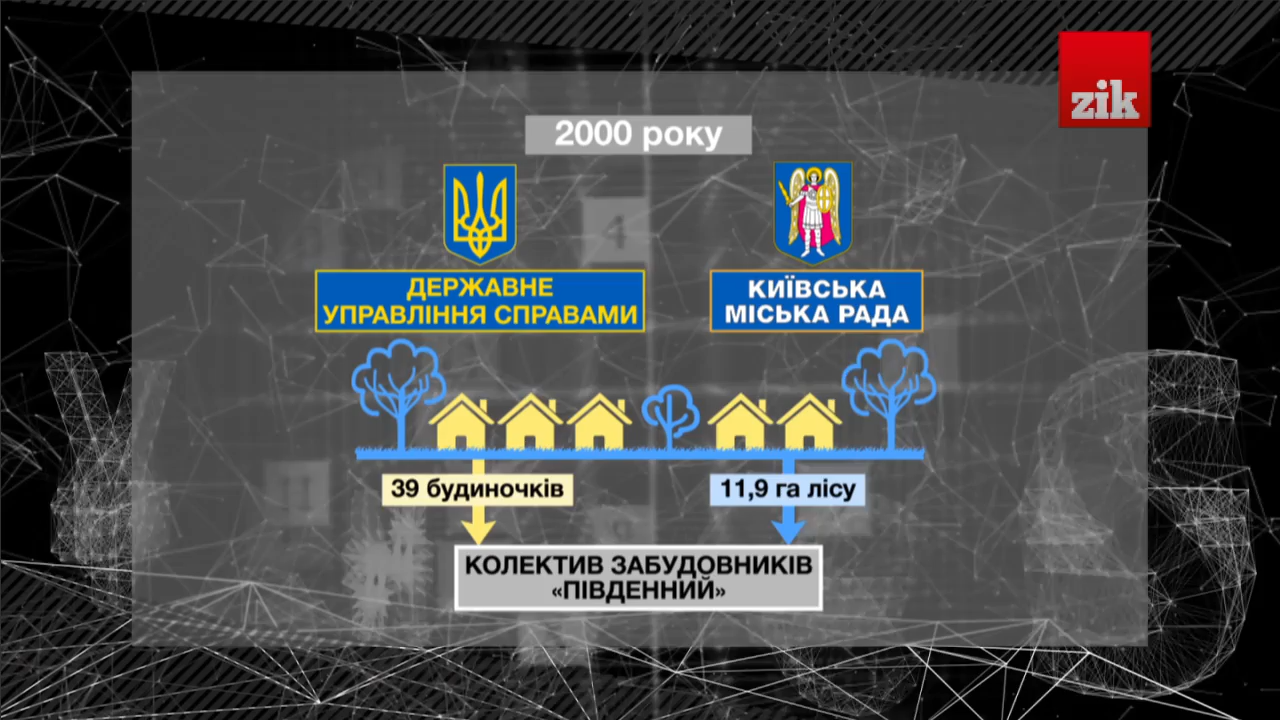 zik
2000 року
ДЕРЖАВНЕ
УПРАВЛІННЯ СПРАВАМИ
КИЇВСЬКА
МІСЬКА РАДА
39 будиночків
11,9 га лісу
КОЛЕКТИВ ЗАБУДОВНИКІВ
«ПІВДЕННИЙ»